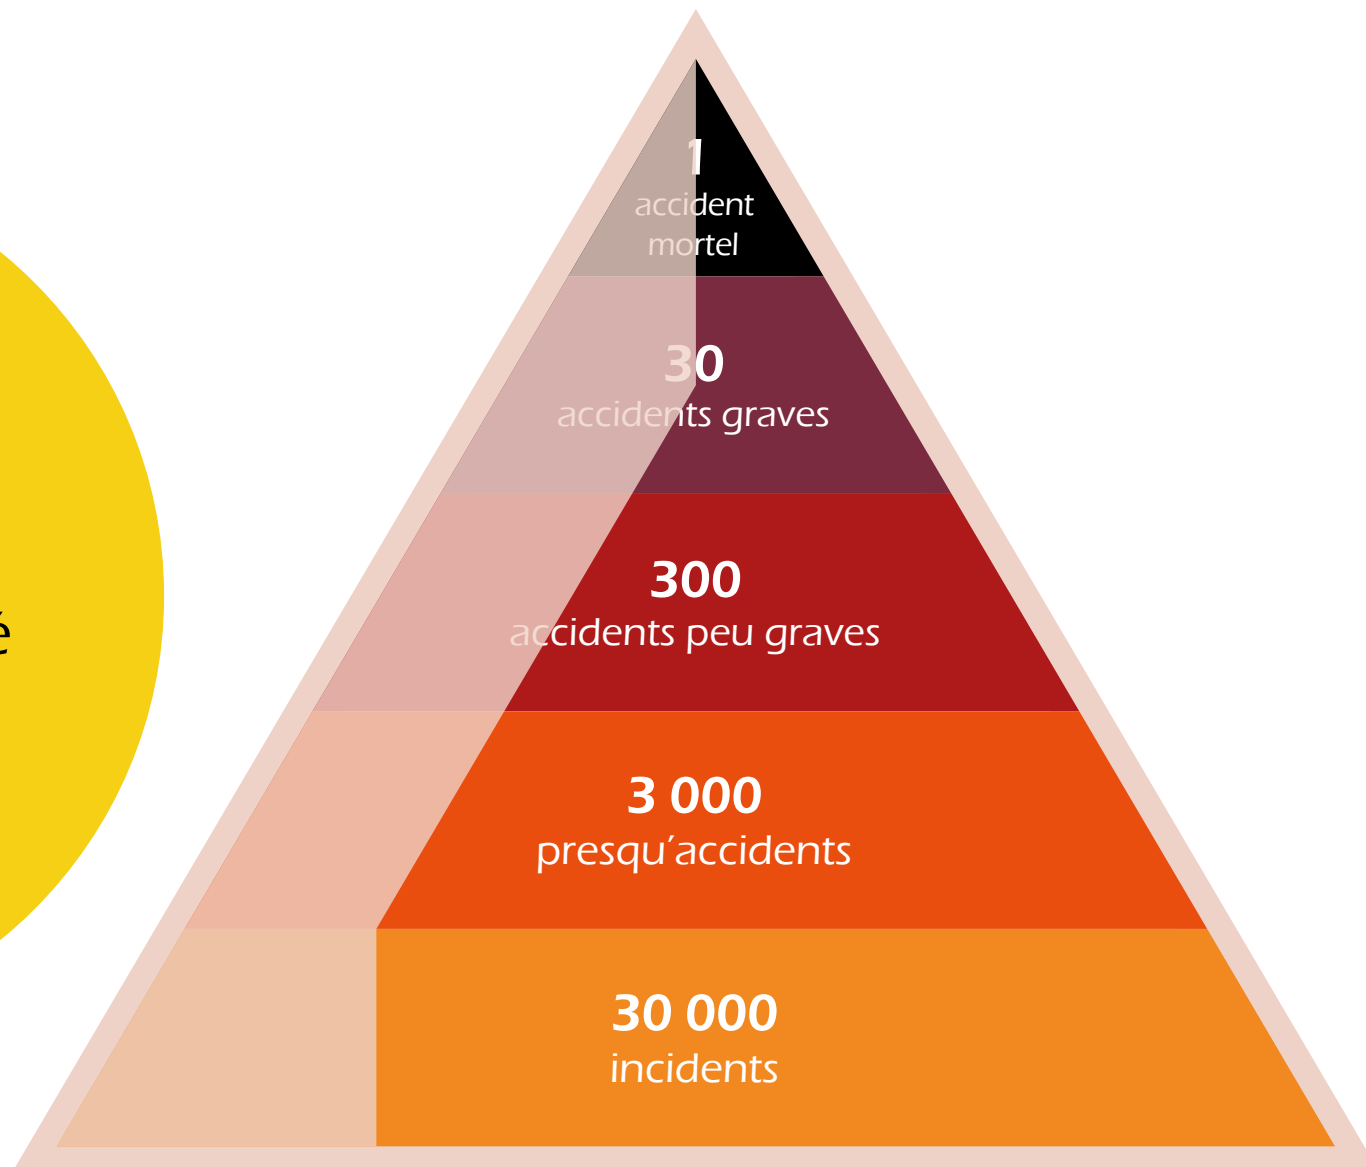 1
accident
mortel
30
accidents graves
300
accidents peu graves
é
3 000
presqu’accidents
30 000
incidents